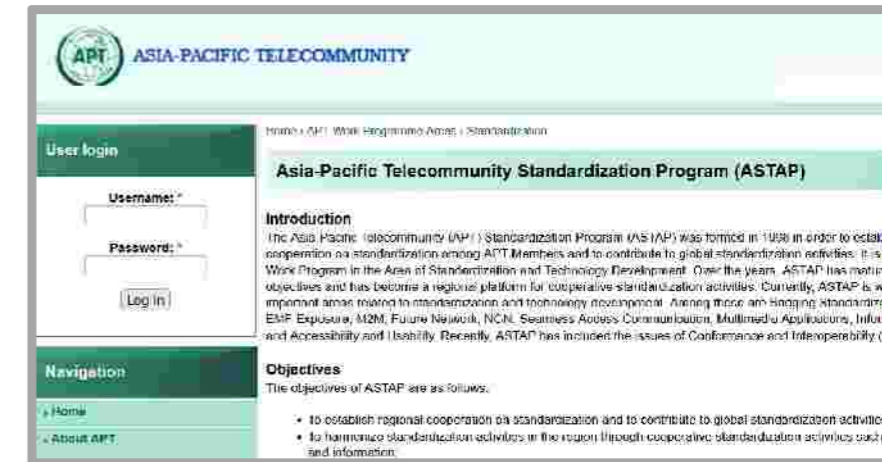 APT ASIA-PACIFIC TELECOMMUNITY
Home › APT Work Programme Areas › Standardization
User login
Asia-Pacific Telecommunity Standardization Program (ASTAP)
Username: *
Password: *
Log in
Introduction
The Asia Pacific Telecommunity (APT) Standardization Program (ASTAP) was formed in 1998 in order to establ
cooperation on standardization among APT Members and to contribute to global standardization activities. It is
Work Program in the Area of Standardization and Technology Development. Over the years, ASTAP has matur
objectives and has become a regional platform for cooperative standardization activities. Currently, ASTAP is w
important areas related to standardization and technology development. Among these are Bridging Standardiz
EMF Exposure, M2M, Future Network, NGN, Seamless Access Communication, Multimedia Applications, Infor
and Accessibility and Usability. Recently, ASTAP has included the issues of Conformance and Interoperability (
Navigation
Home
About APT
Objectives
The objectives of ASTAP are as follows:
• to establish regional cooperation on standardization and to contribute to global standardization activitie
• to harmonize standardization activities in the region through cooperative standardization activities such
and information;